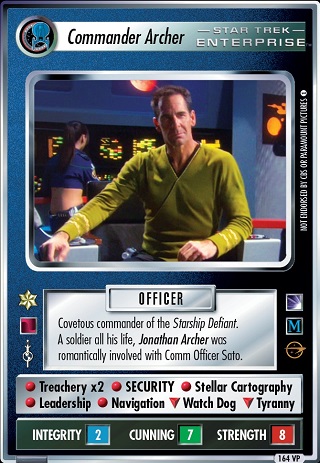 Commander Archer
STAR TREK
ENTERPRISE
NOT ENDORSED BY CBS OR PARAMOUNT PICTURES
OFFICER
Covetous commander of the Starship Defiant.
A soldier all his life, Jonathan Archer was
romantically involved with Comm Officer Sato.
M
Treachery x2 SECURITY Stellar Cartography
Leadership Navigation Watch Dog Tyranny
INTEGRITY 2 CUNNING 7 STRENGTH 8
164 VP